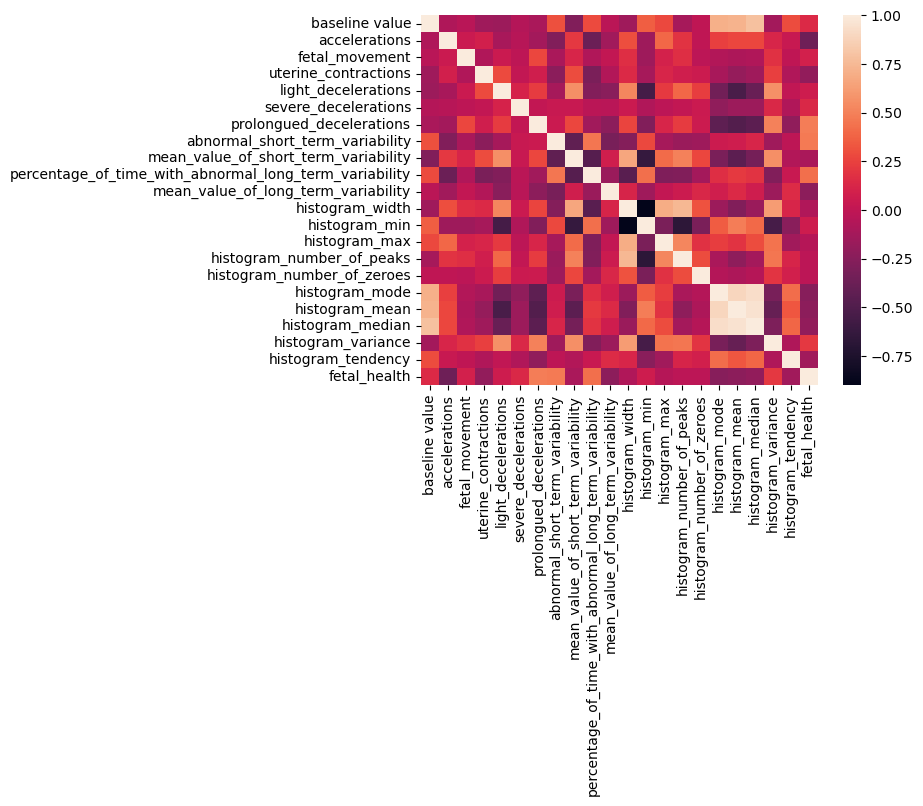 baseline value
accelerations
fetal_movement
uterine_contractions
light_decelerations
severe_decelerations
prolongued_decelerations
abnormal_short_term_variability
mean_value_of_short_term_variability
percentage_of_time_with_abnormal_long_term_variability
mean_value_of_long_term_variability
histogram_width
histogram_min
histogram_max
histogram_number_of_peaks
histogram_number_of_zeroes
histogram_mode
histogram_mean
histogram_median
histogram_variance
histogram_tendency
fetal_health
baseline value
accelerations
fetal_movement
uterine_contractions
light_decelerations
severe_decelerations
prolongued_decelerations
abnormal_short_term_variability
mean_value_of_short_term_variability
percentage_of_time_with_abnormal_long_term_variability
mean_value_of_long_term_variability
histogram_width
histogram_min
histogram_max
histogram_number_of_peaks
histogram_number_of_zeroes
histogram_mode
histogram_mean
histogram_median
histogram_variance
histogram_tendency
fetal_health
1.00
0.75
0.50
0.25
0.00
−0.25
−0.50
−0.75